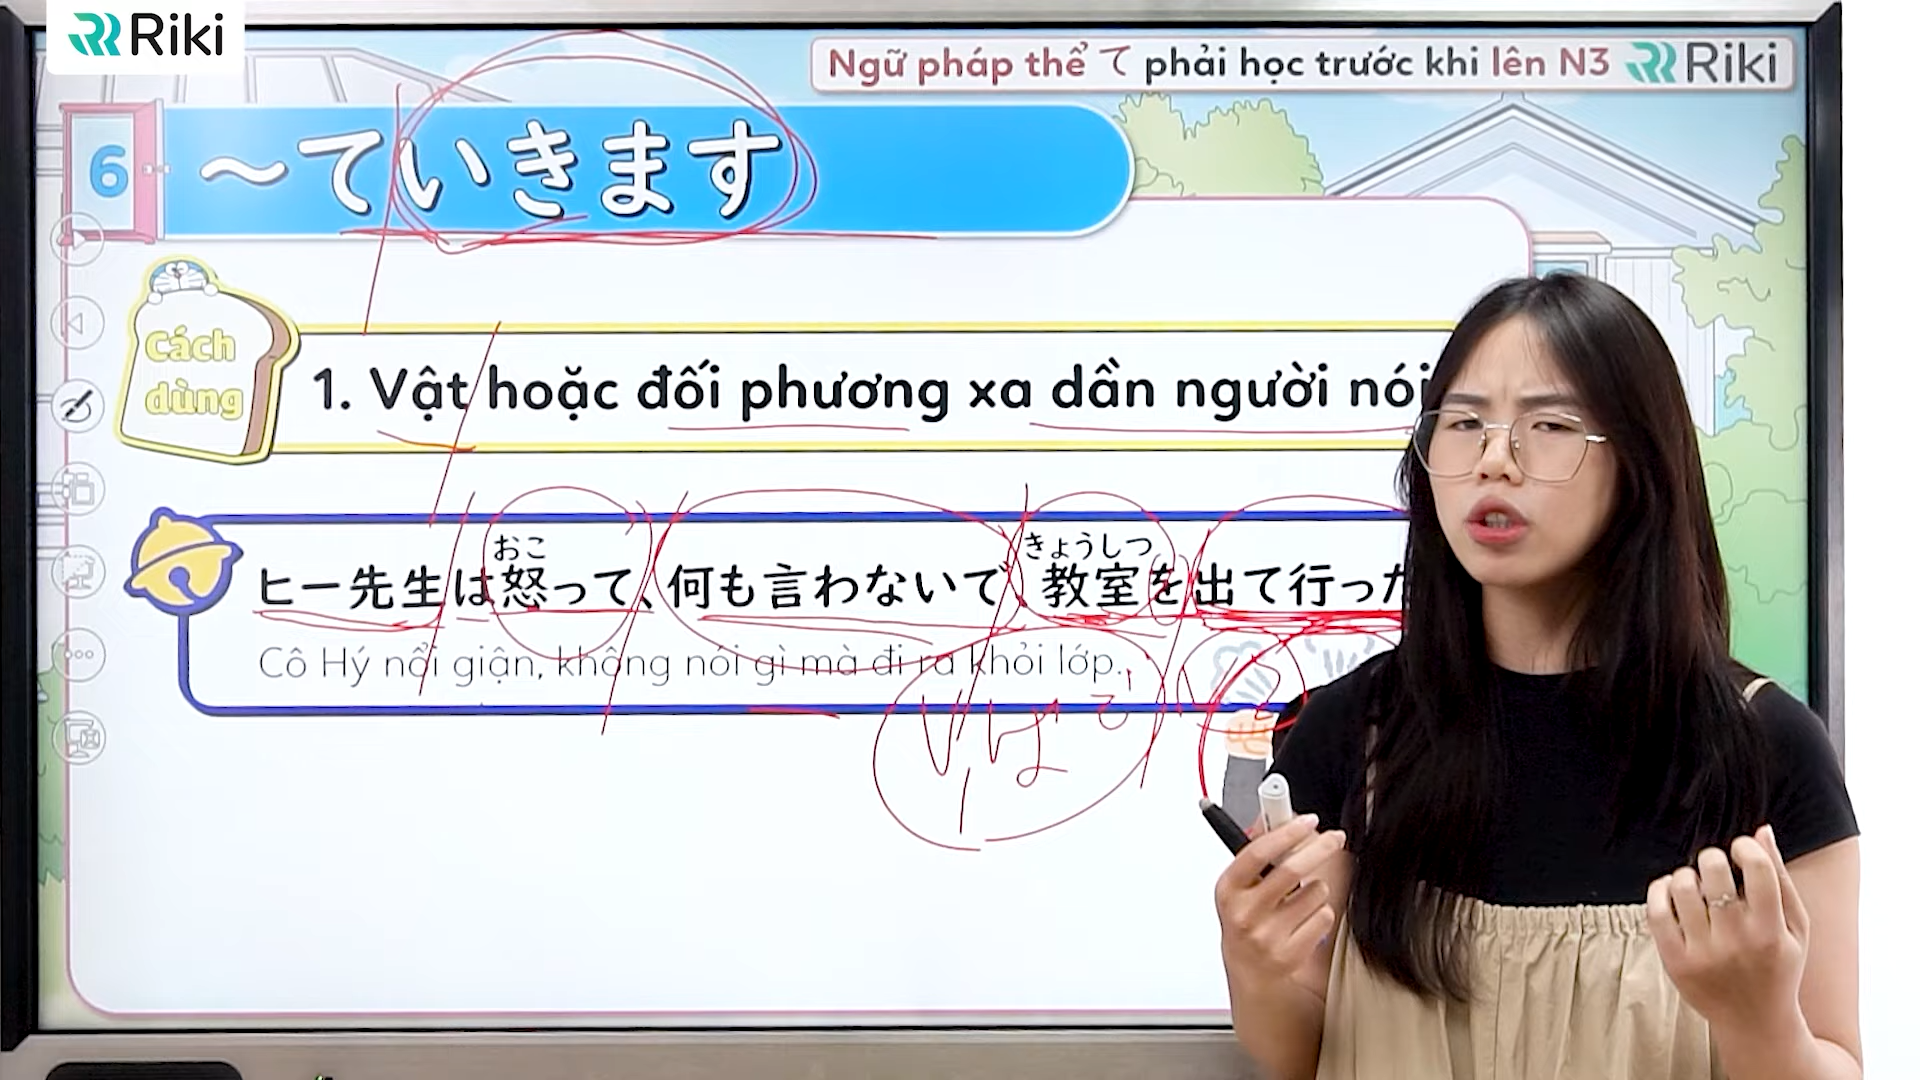 Riki
Ngữ pháp thể て phải học trước khi lên N3 Riki
6 ～ていきます
Cách dùng
1. Vật hoặc đối phương xa dần người nói
おこ きょうしつ
ヒー先生は怒って、何も言わないで 教室を出て行った
Cô Hý nổi giận, không nói gì mà đi ra khỏi lớp.